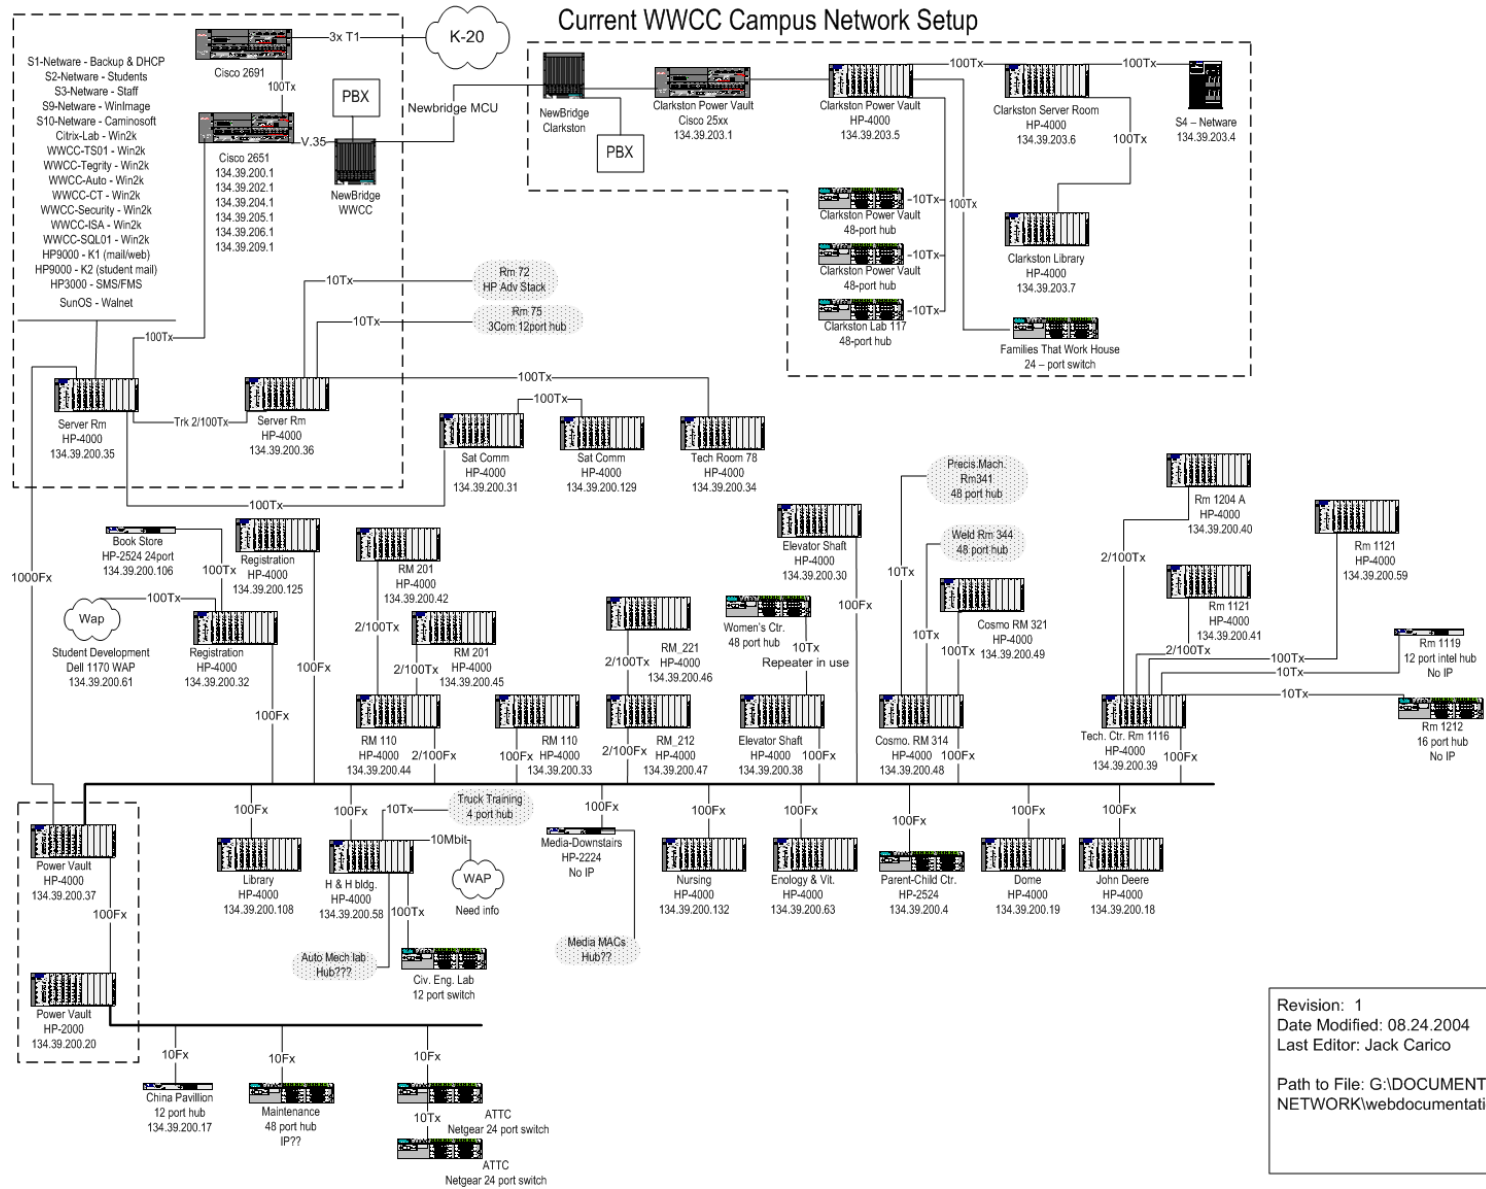 Current WWCC Campus Network Setup
S1-Netware - Backup & DHCP
S2-Netware - Students
S3-Netware - Staff
S9-Netware - WinImage
S10-Netware - Caminosoft
Citrix-Lab - Win2k
WWCC-TS01 - Win2k
WWCC-Tegrity - Win2k
WWCC-Auto - Win2k
WWCC-CT - Win2k
WWCC-Security - Win2k
WWCC-ISA - Win2k
WWCC-SQL01 - Win2k
HP9000 - K1 (mail/web)
HP9000 - K2 (student mail)
HP3000 - SMS/FMS
SunOS - Walnet
Cisco 2691
3x T1
K-20
100Tx
Cisco 2651
134.39.200.1
134.39.202.1
134.39.204.1
134.39.205.1
134.39.206.1
134.39.209.1
V.35
PBX
NewBridge
WWCC
Newbridge MCU
NewBridge
Clarkston
PBX
Clarkston Power Vault
Cisco 25xx
134.39.203.1
Clarkston Power Vault
HP-4000
134.39.203.5
100Tx
Clarkston Server Room
HP-4000
134.39.203.6
100Tx
S4 – Netware
134.39.203.4
100Tx
Clarkston Power Vault
48-port hub
10Tx
Clarkston Power Vault
48-port hub
10Tx
Clarkston Lab 117
48-port hub
10Tx
100Tx
Clarkston Library
HP-4000
134.39.203.7
Families That Work House
24 – port switch
10Tx
Rm 72
HP Adv Stack
10Tx
Rm 75
3Com 12port hub
100Tx
Server Rm
HP-4000
134.39.200.35
Trk 2/100Tx
Server Rm
HP-4000
134.39.200.36
100Tx
100Tx
Sat Comm
HP-4000
134.39.200.31
Sat Comm
HP-4000
134.39.200.129
Tech Room 78
HP-4000
134.39.200.34
100Tx
1000Fx
Book Store
HP-2524 24port
134.39.200.106
100Tx
Registration
HP-4000
134.39.200.125
100Tx
Wap
Student Development
Dell 1170 WAP
134.39.200.61
Registration
HP-4000
134.39.200.32
100Fx
100Fx
RM 201
HP-4000
134.39.200.42
2/100Tx
RM 201
HP-4000
134.39.200.45
2/100Tx
RM 110
HP-4000
134.39.200.44
2/100Fx
RM 110
HP-4000
134.39.200.33
100Fx
RM_221
HP-4000
134.39.200.46
2/100Tx
RM_212
HP-4000
134.39.200.47
2/100Fx
Elevator Shaft
HP-4000
134.39.200.30
100Fx
Women's Ctr.
48 port hub
10Tx
Repeater in use
Elevator Shaft
HP-4000
134.39.200.38
100Fx
Precis.Mach.
Rm341
48 port hub
10Tx
Weld Rm 344
48 port hub
10Tx
Cosmo RM 321
HP-4000
134.39.200.49
100Tx
Cosmo. RM 314
HP-4000
134.39.200.48
100Fx
Rm 1204 A
HP-4000
134.39.200.40
2/100Tx
Rm 1121
HP-4000
134.39.200.59
100Tx
Rm 1121
HP-4000
134.39.200.41
2/100Tx
Rm 1119
12 port intel hub
No IP
10Tx
10Tx
Rm 1212
16 port hub
No IP
Tech. Ctr. Rm 1116
HP-4000
134.39.200.39
100Fx
Power Vault
HP-4000
134.39.200.37
100Fx
Power Vault
HP-2000
134.39.200.20
100Fx
Library
HP-4000
134.39.200.108
100Fx
H & H bldg.
HP-4000
134.39.200.58
10Tx
Truck Training
4 port hub
10Mbit
WAP
Need info
100Tx
Auto Mech lab
Hub???
Civ. Eng. Lab
12 port switch
100Fx
Media-Downstairs
HP-2224
No IP
Media MACs
Hub??
100Fx
Nursing
HP-4000
134.39.200.132
100Fx
Enology & Vit.
HP-4000
134.39.200.63
100Fx
Parent-Child Ctr.
HP-2524
134.39.200.4
100Fx
Dome
HP-4000
134.39.200.19
100Fx
John Deere
HP-4000
134.39.200.18
10Fx
China Pavillion
12 port hub
134.39.200.17
10Fx
Maintenance
48 port hub
IP??
10Fx
ATTC
Netgear 24 port switch
10Tx
ATTC
Netgear 24 port switch
Revision: 1
Date Modified: 08.24.2004
Last Editor: Jack Carico
Path to File: G:\DOCUMENT
NETWORK\webdocumentati